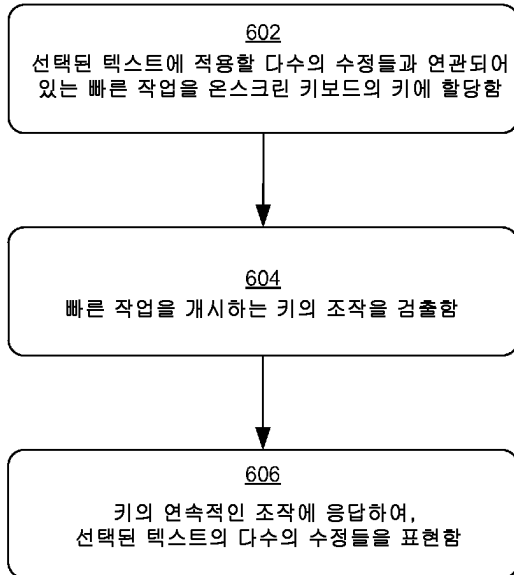 602
선택된 텍스트에 적용할 다수의 수정들과 연관되어
있는 빠른 작업을 온스크린 키보드의 키에 할당함
604
빠른 작업을 개시하는 키의 조작을 검출함
606
키의 연속적인 조작에 응답하여,
선택된 텍스트의 다수의 수정들을 표현함